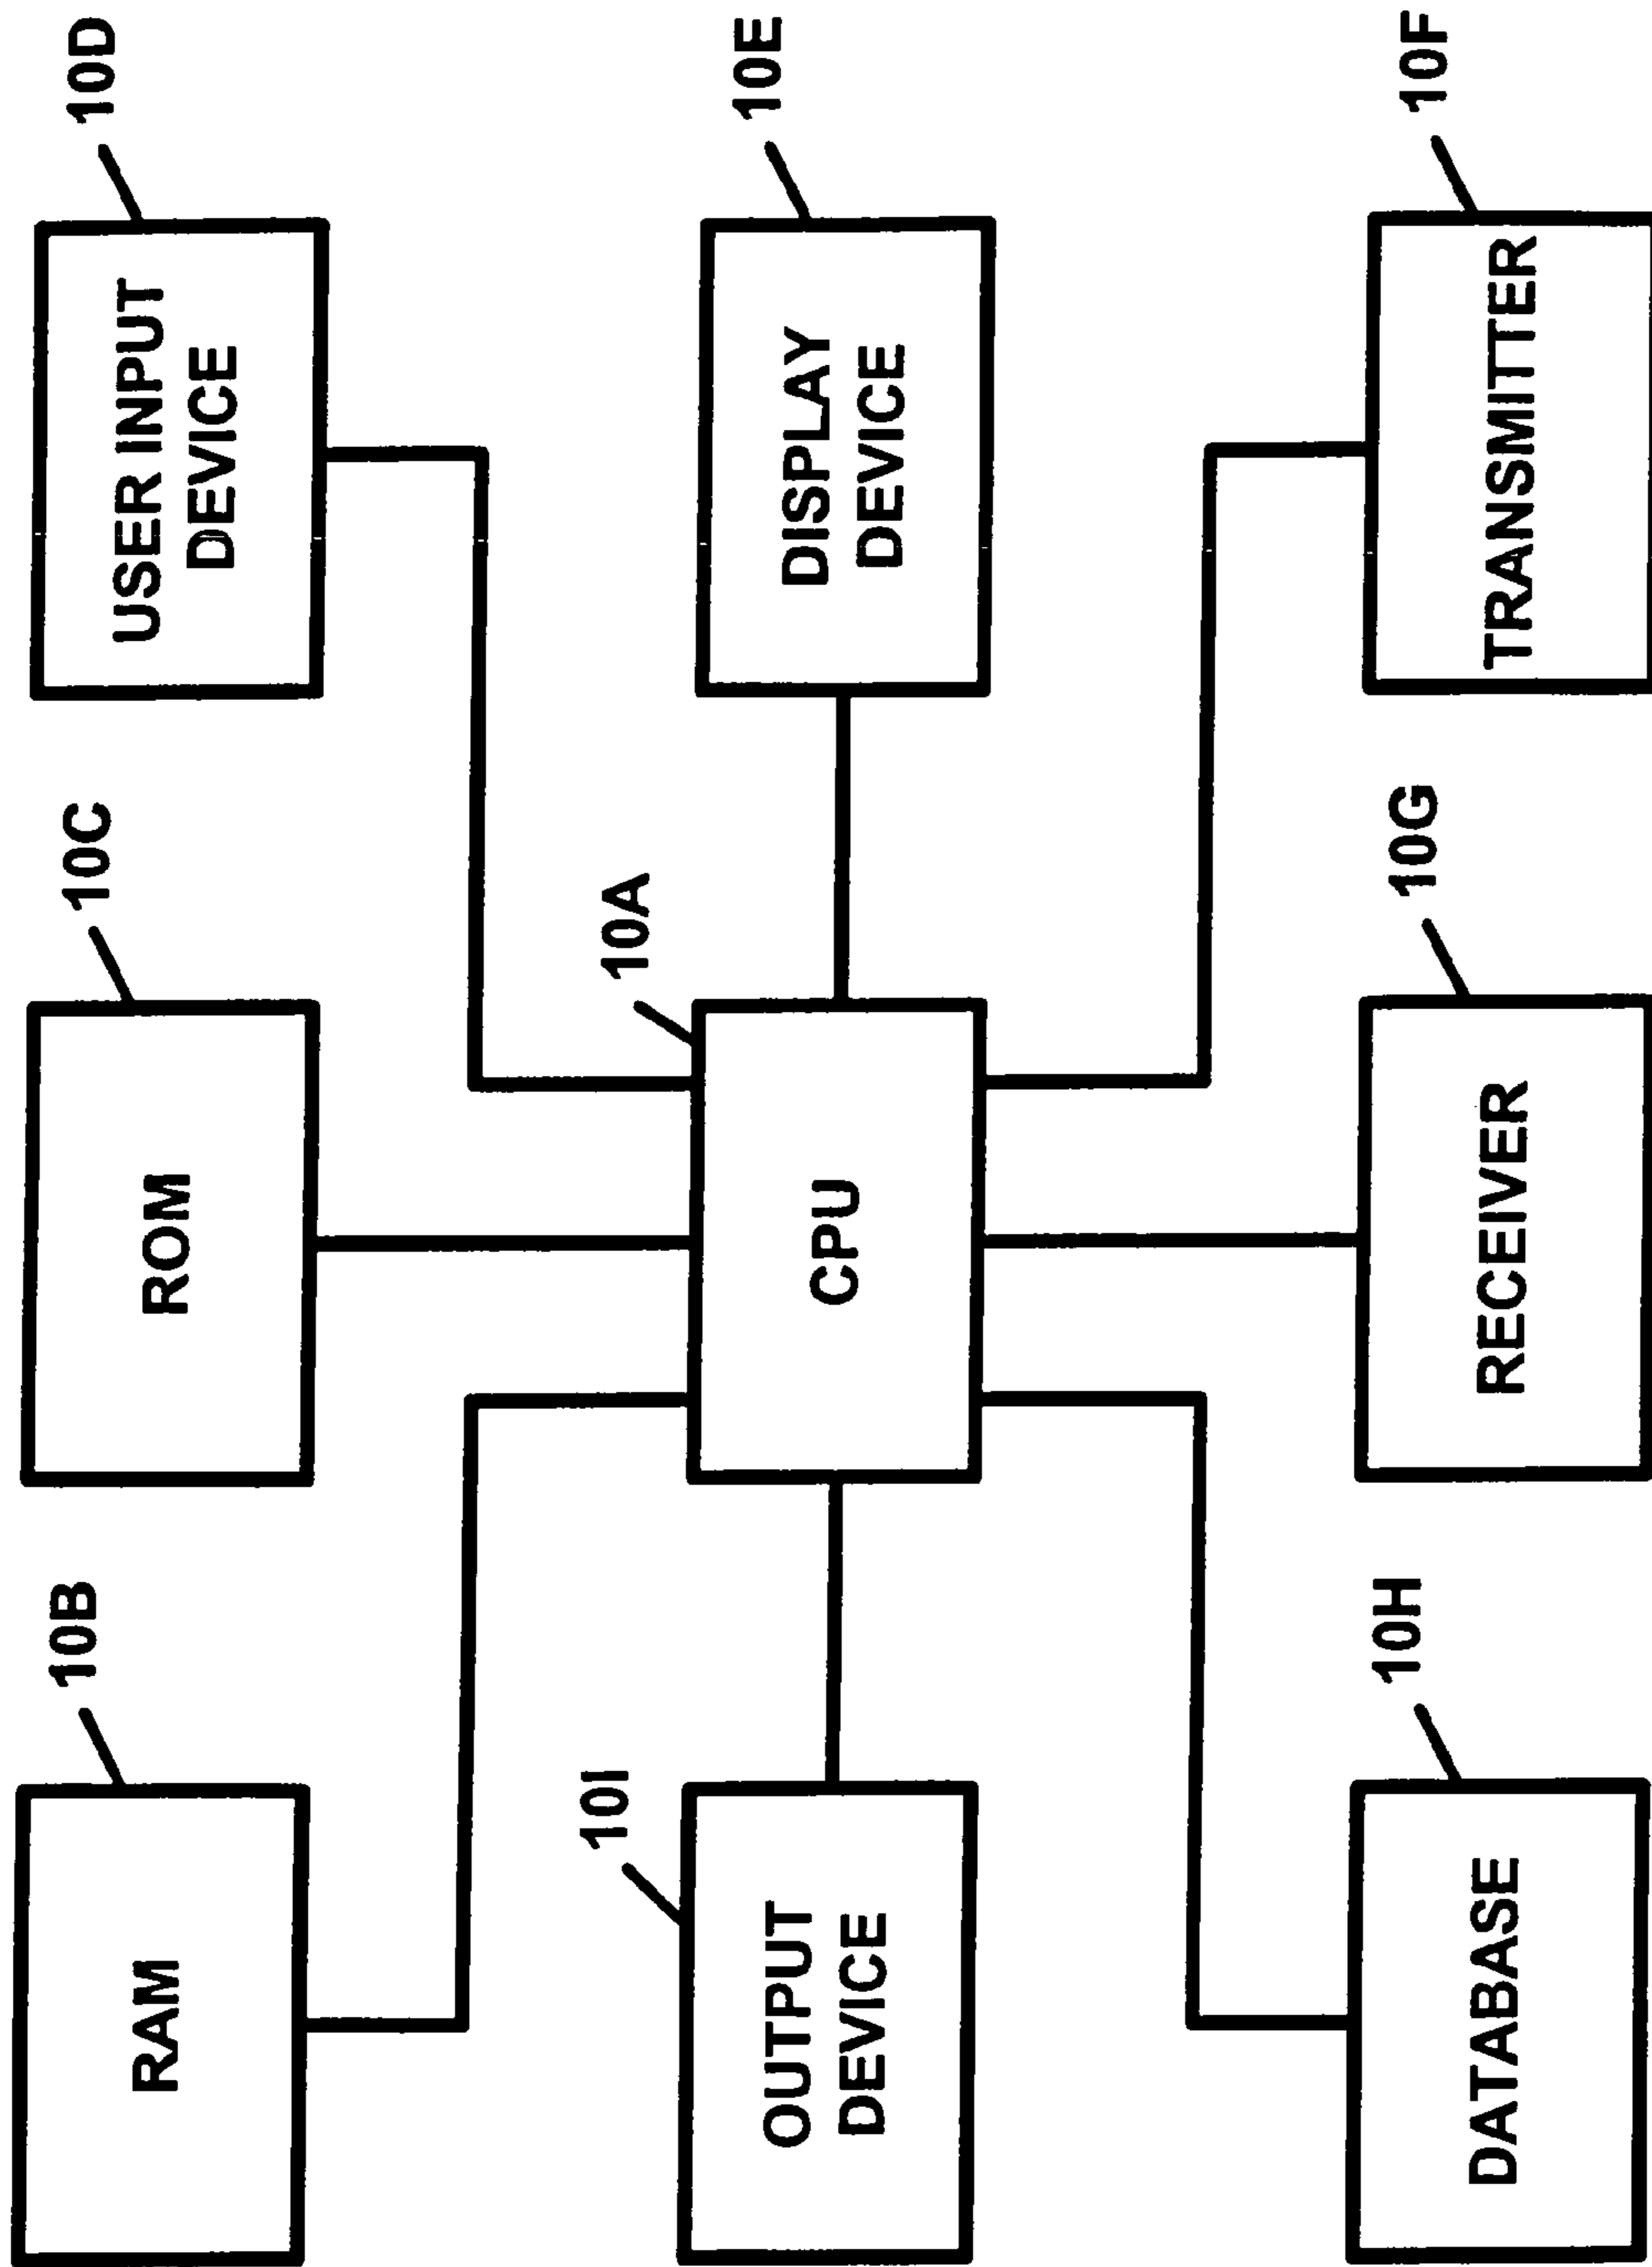 10B
RAM
10C
ROM
10D
USER INPUT
DEVICE
10I
OUTPUT
DEVICE
10A
CPU
10E
DISPLAY
DEVICE
10H
DATABASE
10G
RECEIVER
10F
TRANSMITTER